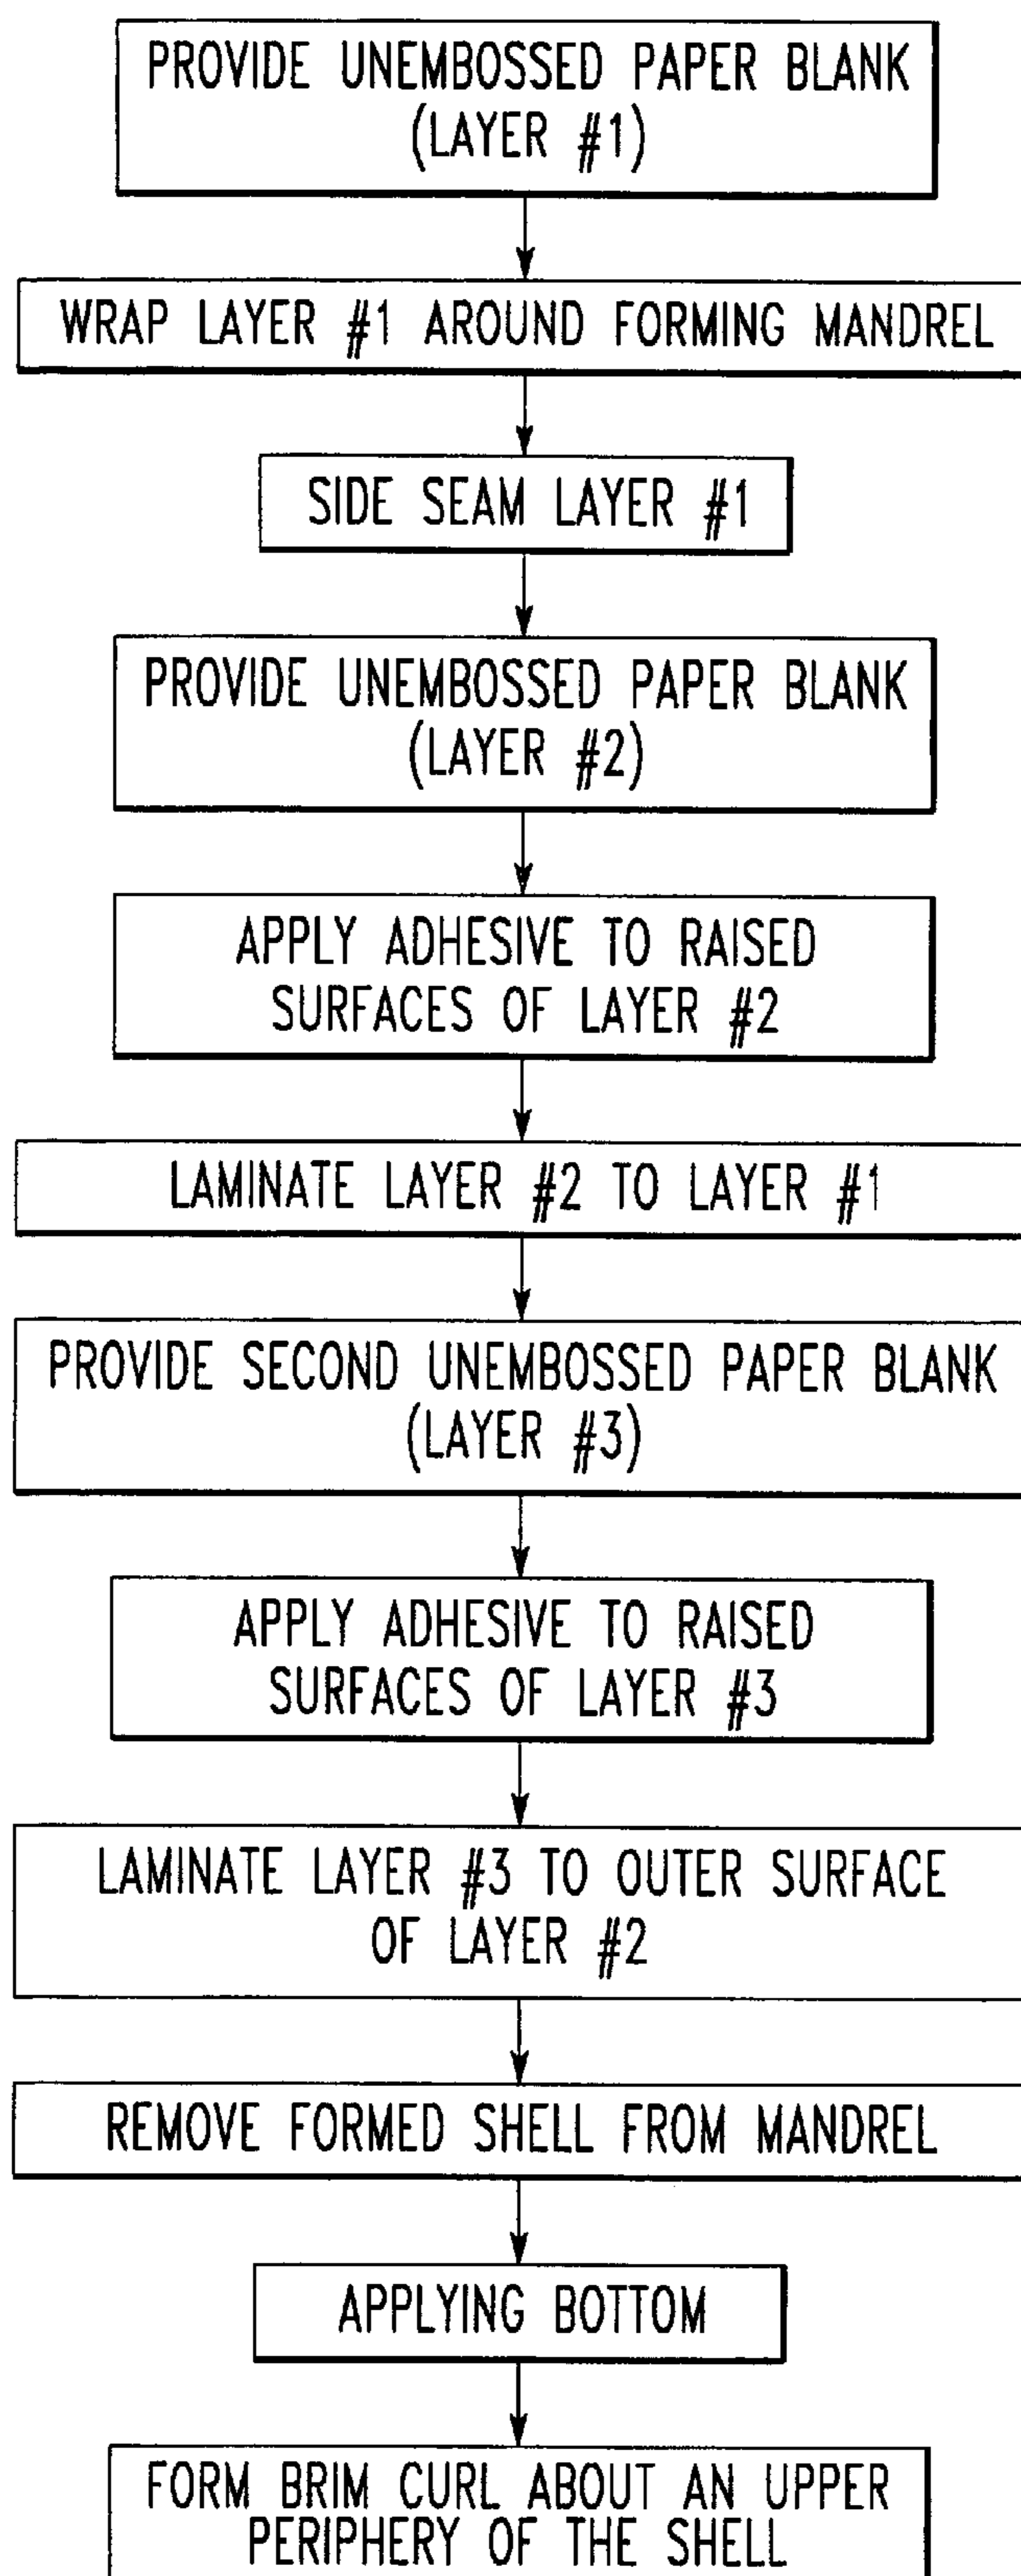 PROVIDE UNEMBOSSED PAPER BLANK
(LAYER #1)
WRAP LAYER #1 AROUND FORMING MANDREL
SIDE SEAM LAYER #1
PROVIDE UNEMBOSSED PAPER BLANK
(LAYER #2)
APPLY ADHESIVE TO RAISED
SURFACES OF LAYER #2
LAMINATE LAYER #2 TO LAYER #1
PROVIDE SECOND UNEMBOSSED PAPER BLANK
(LAYER #3)
APPLY ADHESIVE TO RAISED
SURFACES OF LAYER #3
LAMINATE LAYER #3 TO OUTER SURFACE
OF LAYER #2
REMOVE FORMED SHELL FROM MANDREL
APPLYING BOTTOM
FORM BRIM CURL ABOUT AN UPPER
PERIPHERY OF THE SHELL